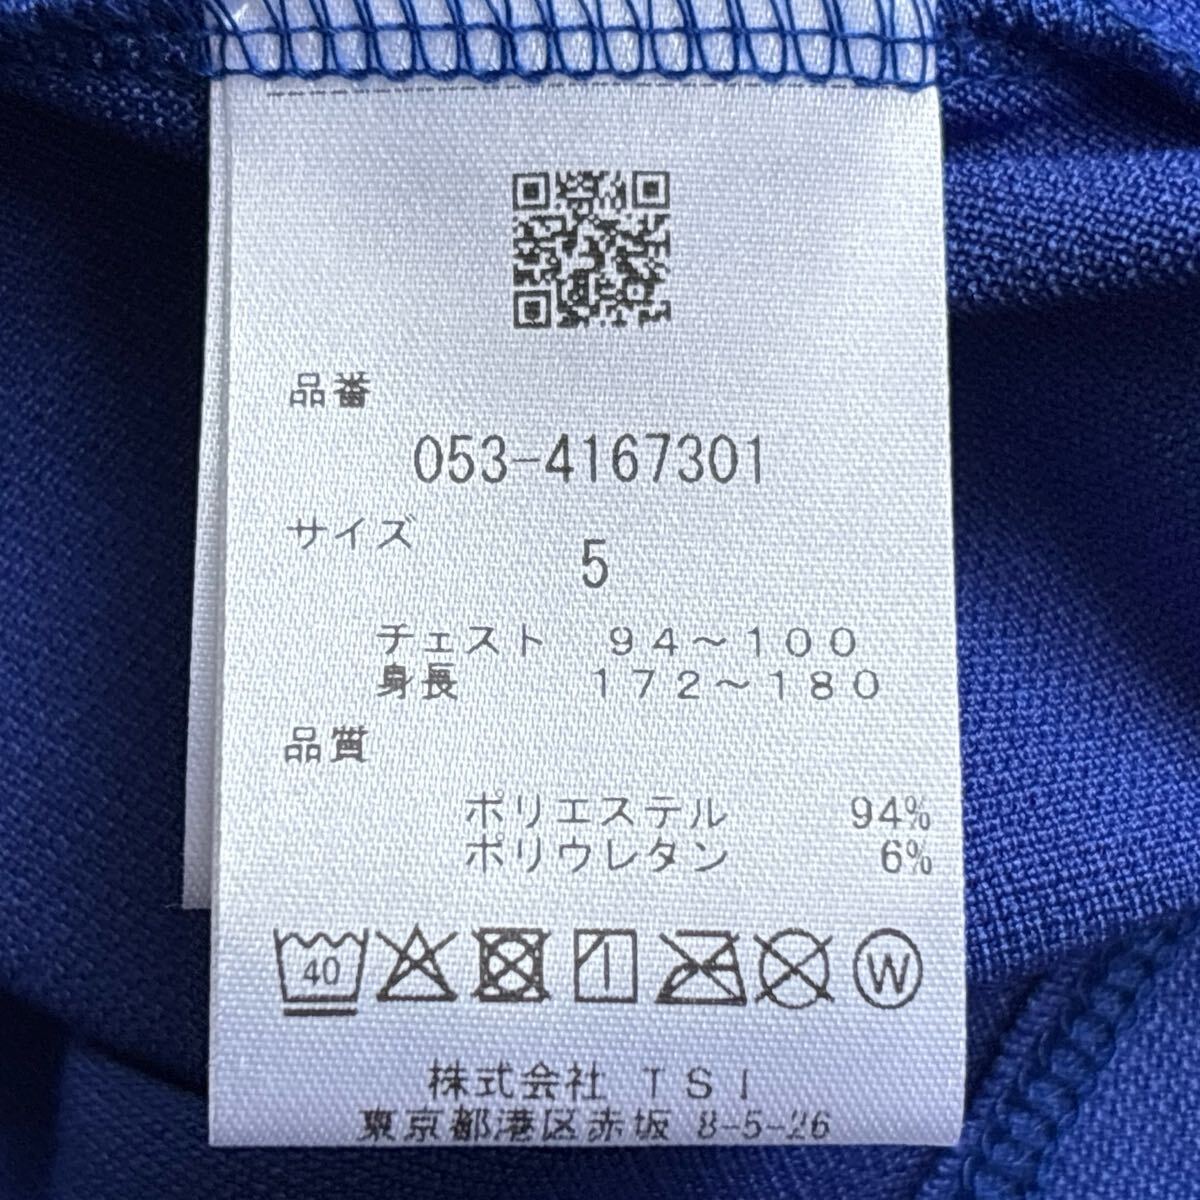 品番
053-4167301
サイズ
5
チェスト 94～100
身長 172～180
品質
ポリエステル 94%
ポリウレタン 6%
40 W
株式会社 TSI
東京都港区赤坂 8-5-26